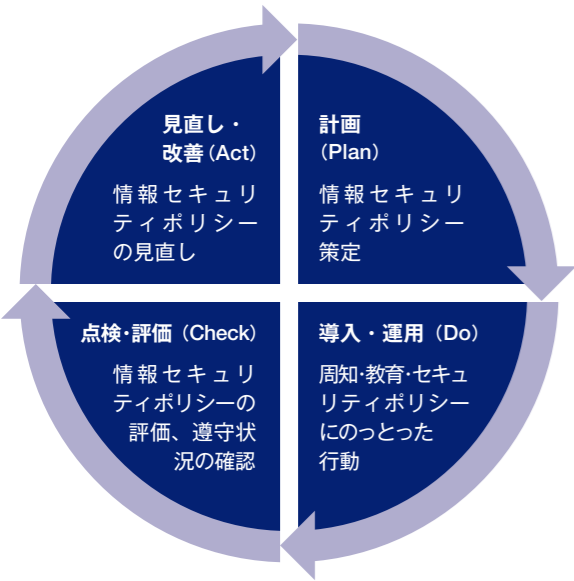 計画
(Plan)
情報セキュリ
ティポリシー
策定
導入・運用(Do)
周知・教育・セキュ
リティポリシー
にのっとった
行動
点検・評価(Check)
情報セキュリ
ティポリシーの
評価、遵守状
況の確認
見直し・
改善(Act)
情報セキュリ
ティポリシー
の見直し